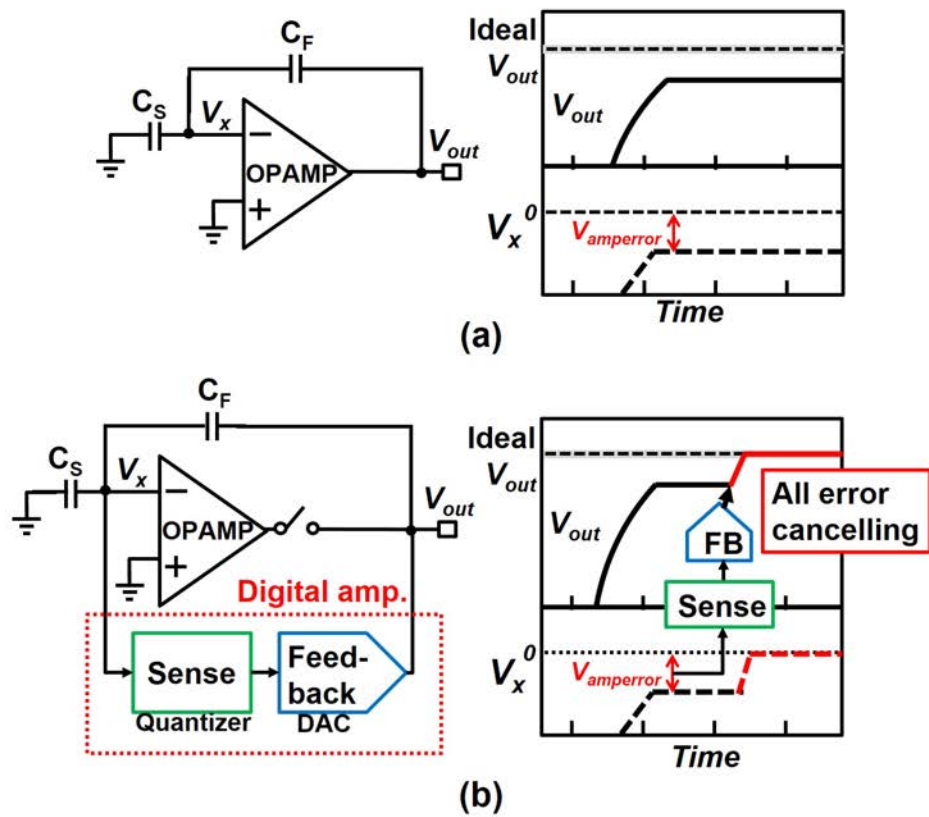 C_F
C_S
V_x
−
OPAMP
+
V_out
Ideal
V_out
V_out
V_x
0
V_amperror
Time
(a)
C_F
C_S
V_x
−
OPAMP
+
V_out
Digital amp.
Sense
Quantizer
Feed-
back
DAC
Ideal
V_out
V_out
All error
cancelling
FB
Sense
V_x
0
V_amperror
Time
(b)